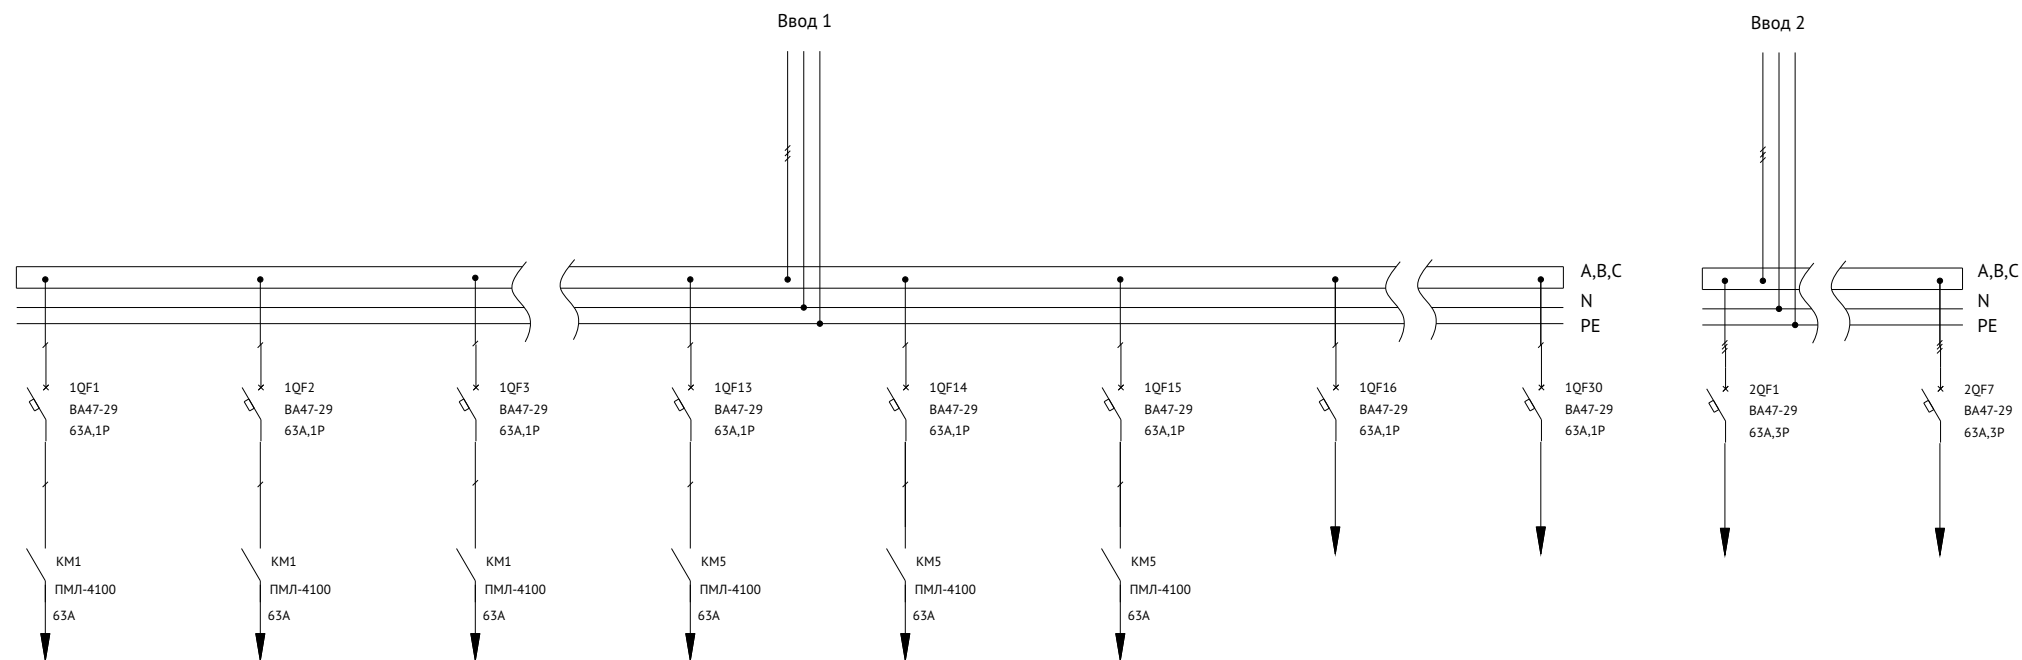 Ввод 1
Ввод 2
A,B,C
N
PE
A,B,C
N
PE
1QF1
ВА47-29
63А,1Р
1QF2
ВА47-29
63А,1Р
1QF3
ВА47-29
63А,1Р
1QF13
ВА47-29
63А,1Р
1QF14
ВА47-29
63А,1Р
1QF15
ВА47-29
63А,1Р
1QF16
ВА47-29
63А,1Р
1QF30
ВА47-29
63А,1Р
2QF1
ВА47-29
63А,3Р
2QF7
ВА47-29
63А,3Р
КМ1
ПМЛ-4100
63А
КМ1
ПМЛ-4100
63А
КМ1
ПМЛ-4100
63А
КМ5
ПМЛ-4100
63А
КМ5
ПМЛ-4100
63А
КМ5
ПМЛ-4100
63А